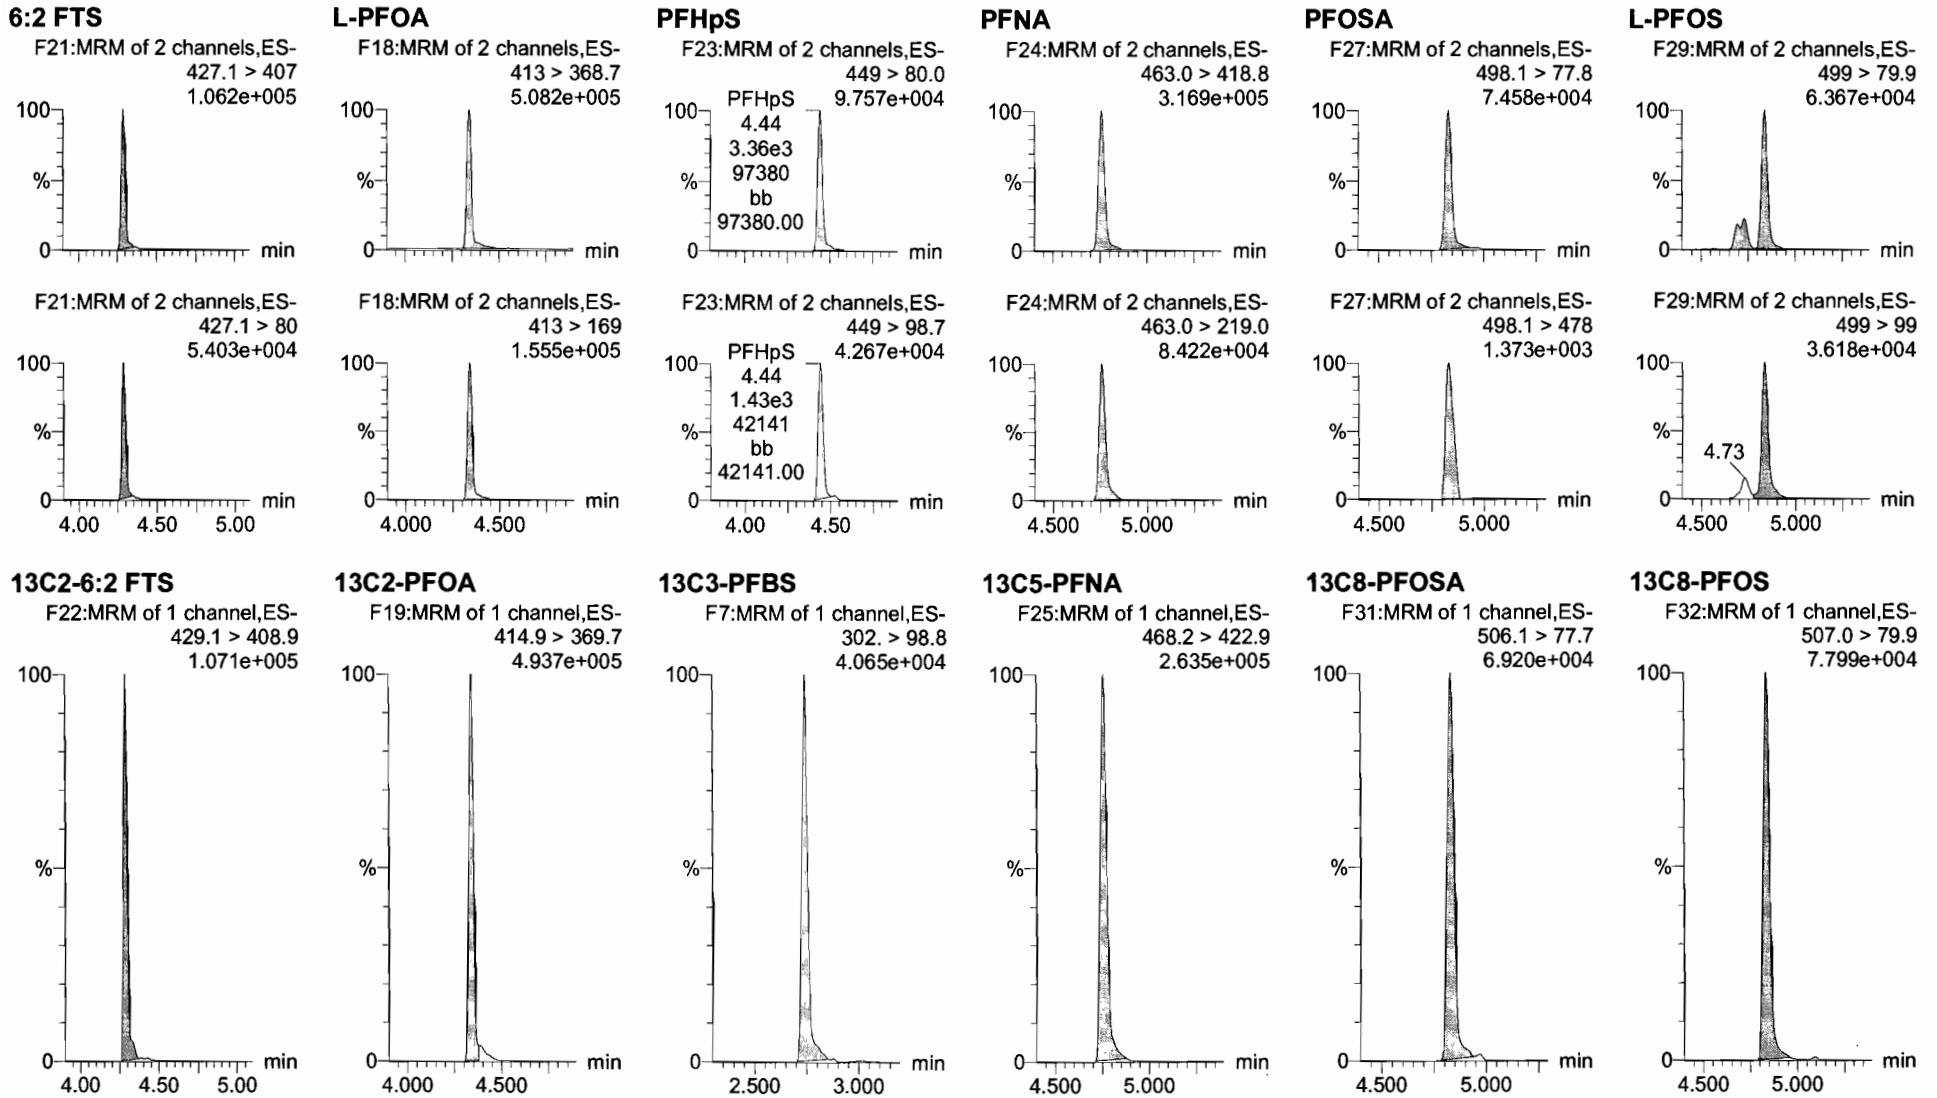 6:2 FTS
F21:MRM of 2 channels,ES-
427.1 > 407
1.062e+005
100
%
0
min
F21:MRM of 2 channels,ES-
427.1 > 80
5.403e+004
100
%
0
min
4.00 4.50 5.00
L-PFOA
F18:MRM of 2 channels,ES-
413 > 368.7
5.082e+005
100
%
0
min
F18:MRM of 2 channels,ES-
413 > 169
1.555e+005
100
%
0
min
4.000 4.500
PFHpS
F23:MRM of 2 channels,ES-
449 > 80.0
9.757e+004
100
PFHpS
4.44
3.36e3
97380
bb
97380.00
%
0
min
F23:MRM of 2 channels,ES-
449 > 98.7
4.267e+004
100
PFHpS
4.44
1.43e3
42141
bb
42141.00
%
0
min
4.00 4.50
PFNA
F24:MRM of 2 channels,ES-
463.0 > 418.8
3.169e+005
100
%
0
min
F24:MRM of 2 channels,ES-
463.0 > 219.0
8.422e+004
100
%
0
min
4.500 5.000
PFOSA
F27:MRM of 2 channels,ES-
498.1 > 77.8
7.458e+004
100
%
0
min
F27:MRM of 2 channels,ES-
498.1 > 478
1.373e+003
100
%
0
min
4.500 5.000
L-PFOS
F29:MRM of 2 channels,ES-
499 > 79.9
6.367e+004
100
%
0
min
F29:MRM of 2 channels,ES-
499 > 99
3.618e+004
100
%
4.73
0
min
4.500 5.000
13C2-6:2 FTS
F22:MRM of 1 channel,ES-
429.1 > 408.9
1.071e+005
100
%
0
min
4.00 4.50 5.00
13C2-PFOA
F19:MRM of 1 channel,ES-
414.9 > 369.7
4.937e+005
100
%
0
min
4.000 4.500
13C3-PFBS
F7:MRM of 1 channel,ES-
302. > 98.8
4.065e+004
100
%
0
min
2.500 3.000
13C5-PFNA
F25:MRM of 1 channel,ES-
468.2 > 422.9
2.635e+005
100
%
0
min
4.500 5.000
13C8-PFOSA
F31:MRM of 1 channel,ES-
506.1 > 77.7
6.920e+004
100
%
0
min
4.500 5.000
13C8-PFOS
F32:MRM of 1 channel,ES-
507.0 > 79.9
7.799e+004
100
%
0
min
4.500 5.000